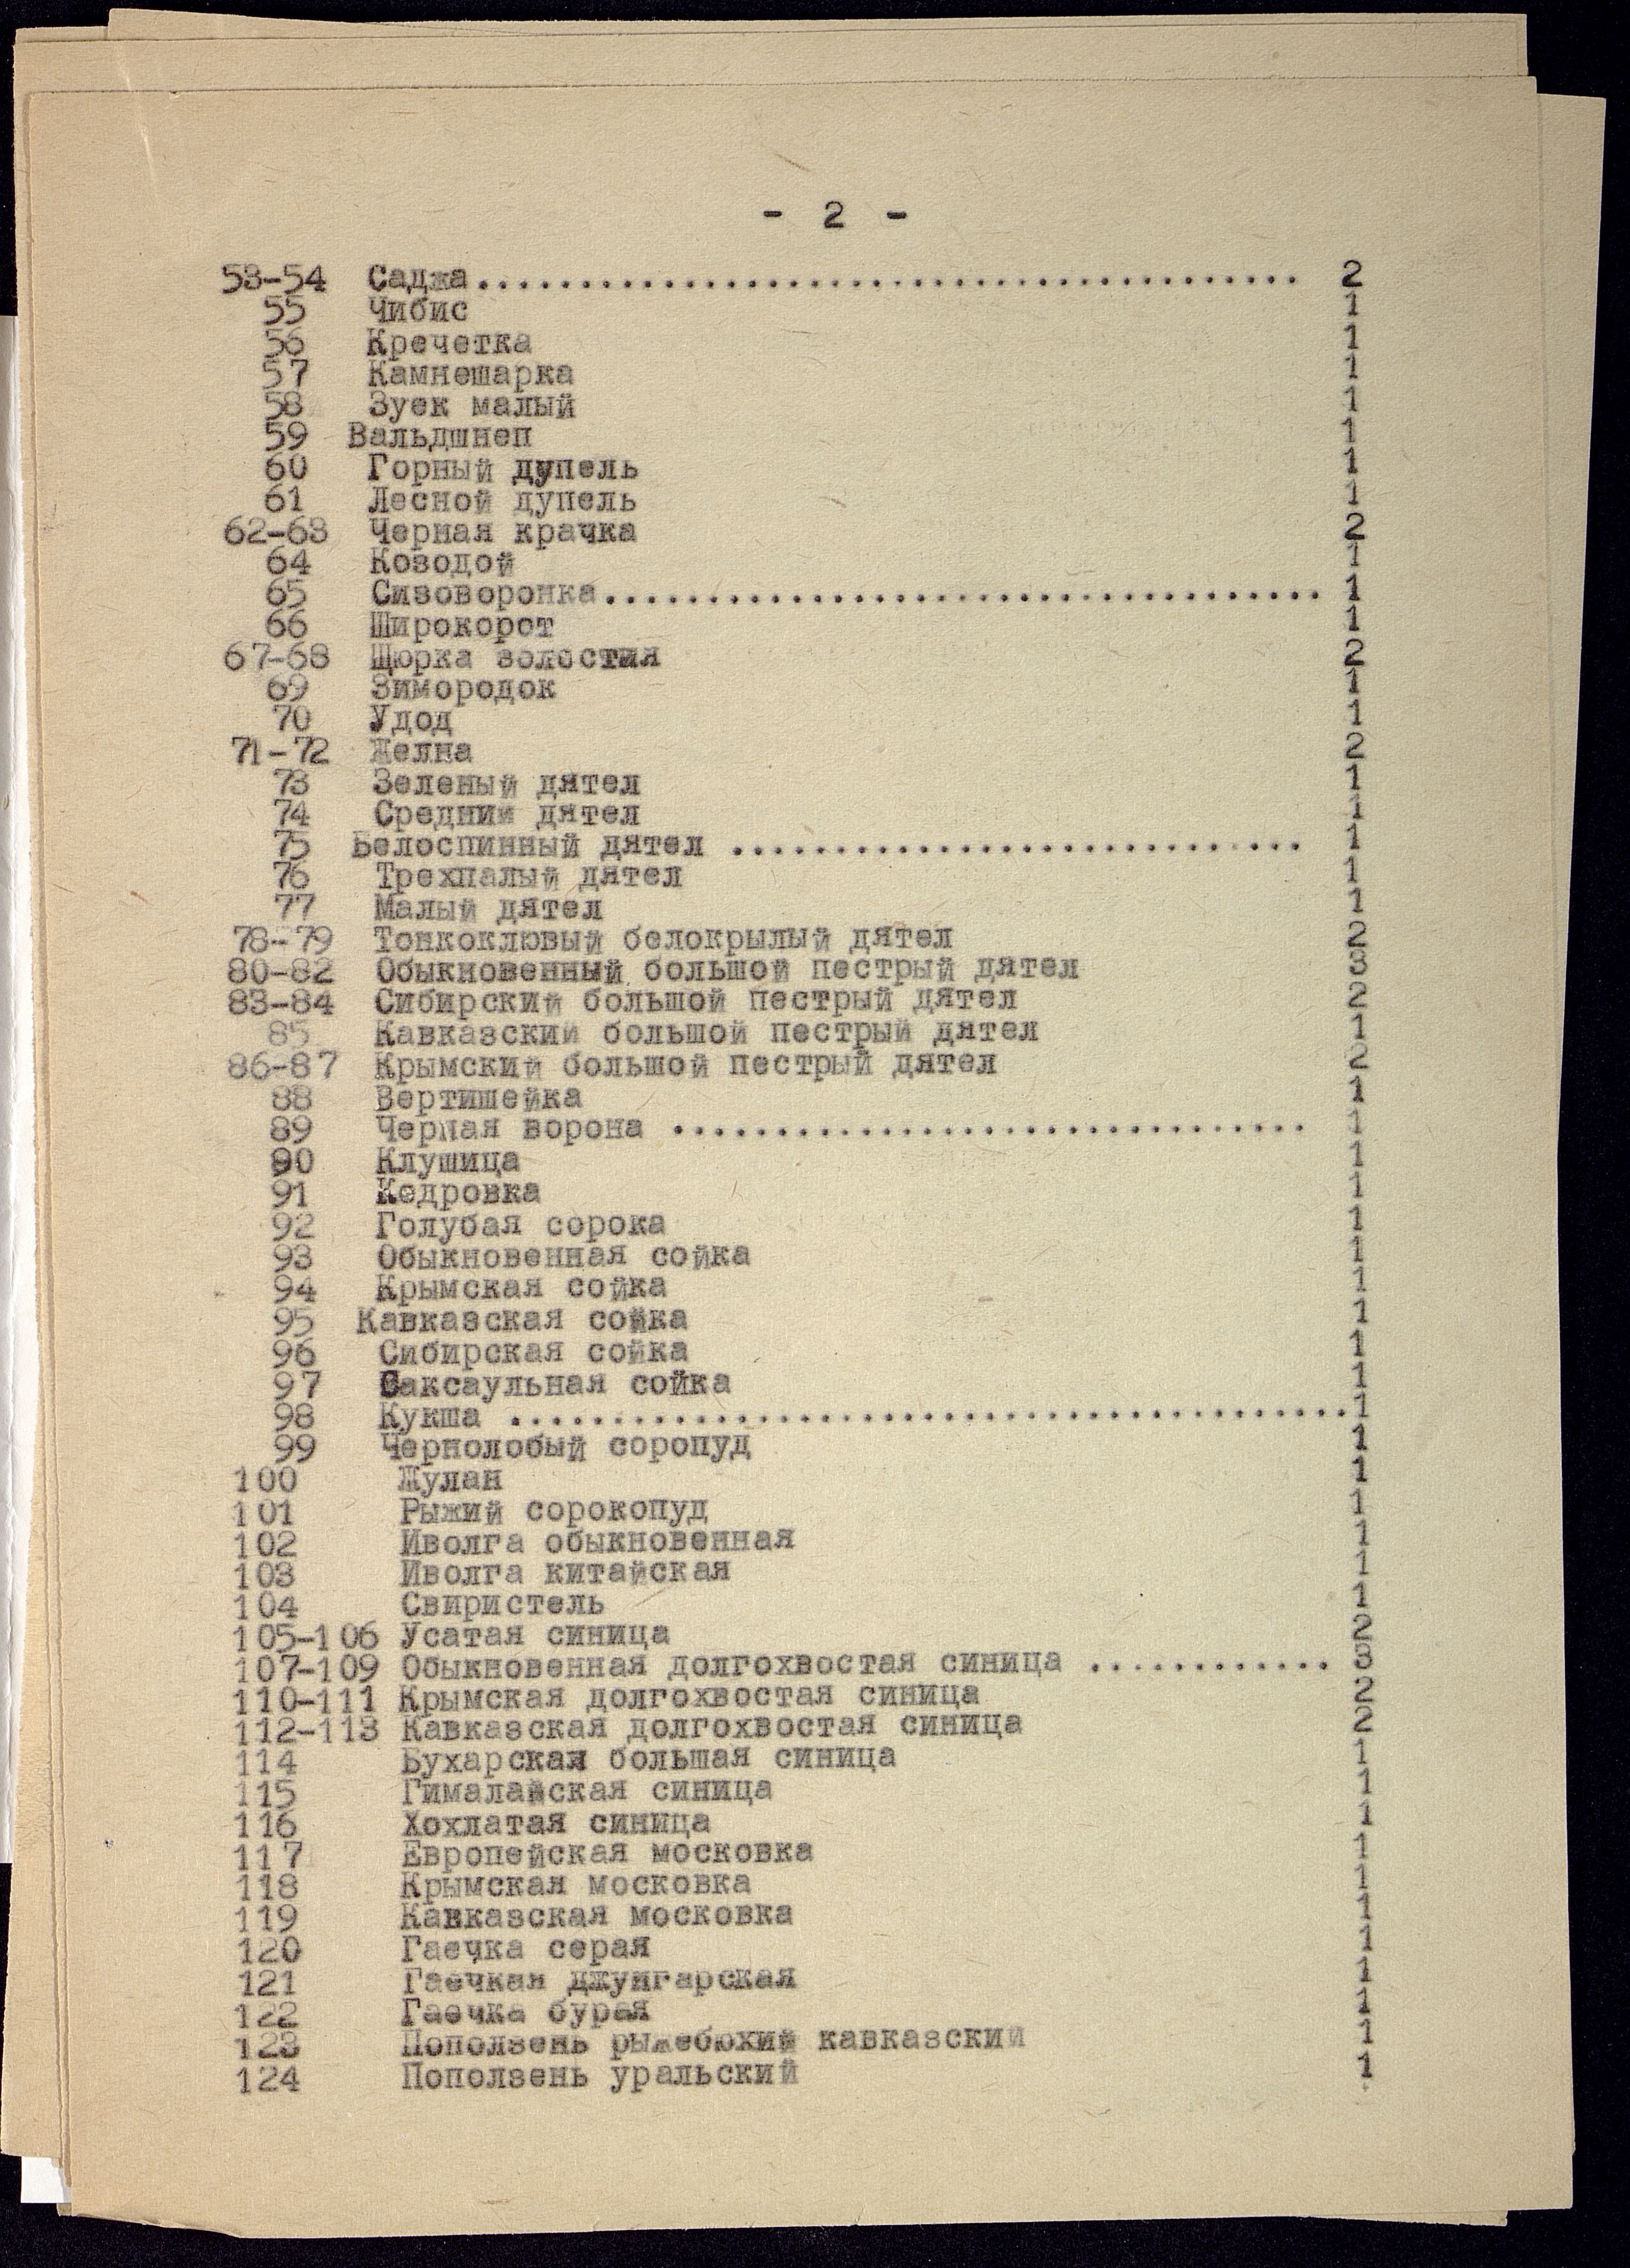 - 2 -
53-54 Саджа........................................ 2
55 Чибис 1
56 Кречетка 1
57 Камнешарка 1
58 Зуек малый 1
59 Вальдшнеп 1
60 Горный дупель 1
61 Лесной дупель 1
62-63 Черная крачка 2
64 Козодой 1
65 Сизоворонка................................... 1
66 Широкорот 1
67-68 Щюрка золостия 2
69 Зимородок 1
70 Удод 1
71-72 Желна 2
73 Зеленый дятел 1
74 Средний дятел 1
75 Белоспинный дятел ............................ 1
76 Трехпалый дятел 1
77 Малый дятел 1
78-79 Тонкоклювый белокрылый дятел 2
80-82 Обыкновенный большой пестрый дятел 3
83-84 Сибирский большой пестрый дятел 2
85 Кавказский большой пестрый дятел 1
86-87 Крымский большой пестрый дятел 2
88 Вертишейка 1
89 Черная ворона ............................... 1
90 Клушица 1
91 Кедровка 1
92 Голубая сорока 1
93 Обыкновенная сойка 1
94 Крымская сойка 1
95 Кавказская сойка 1
96 Сибирская сойка 1
97 Саксаульная сойка 1
98 Кукша .........................................1
99 Чернолобый соропуд 1
100 Жулан 1
101 Рыжий сорокопуд 1
102 Иволга обыкновенная 1
103 Иволга китайская 1
104 Свиристель 1
105-106 Усатая синица 2
107-109 Обыкновенная долгохвостая синица ............ 3
110-111 Крымская долгохвостая синица 2
112-113 Кавказская долгохвостая синица 2
114 Бухарская большая синица 1
115 Гималайская синица 1
116 Хохлатая синица 1
117 Европейская московка 1
118 Крымская московка 1
119 Кавказская московка 1
120 Гаечка серая 1
121 Гаечкая джунгарская 1
122 Гаечка бурая 1
123 Поползень рыжебюхий кавказский 1
124 Поползень уральский 1